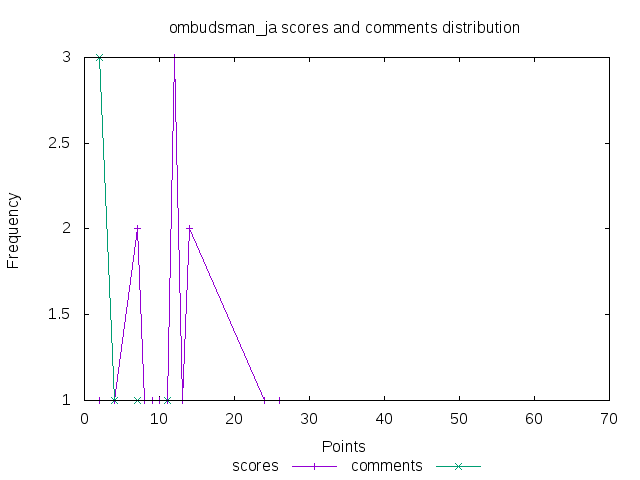 ombudsman_ja scores and comments distribution
3
2.5
2
1.5
1
Frequency
0 10 20 30 40 50 60 70
Points
scores comments